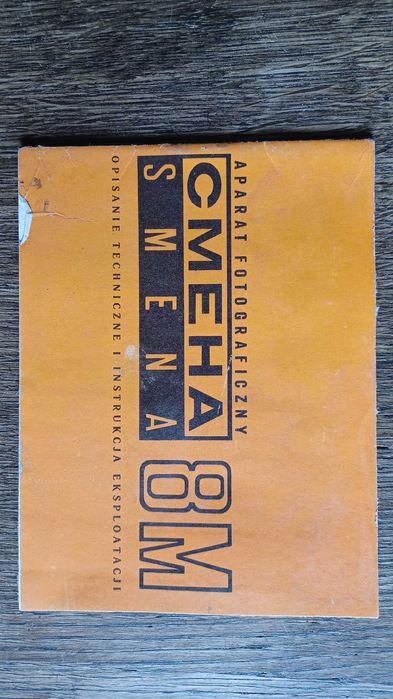 APARAT FOTOGRAFICZNY
СМЕНА 8M
SMENA
OPISANIE TECHNICZNE I INSTRUKCJA EKSPLOATACJI